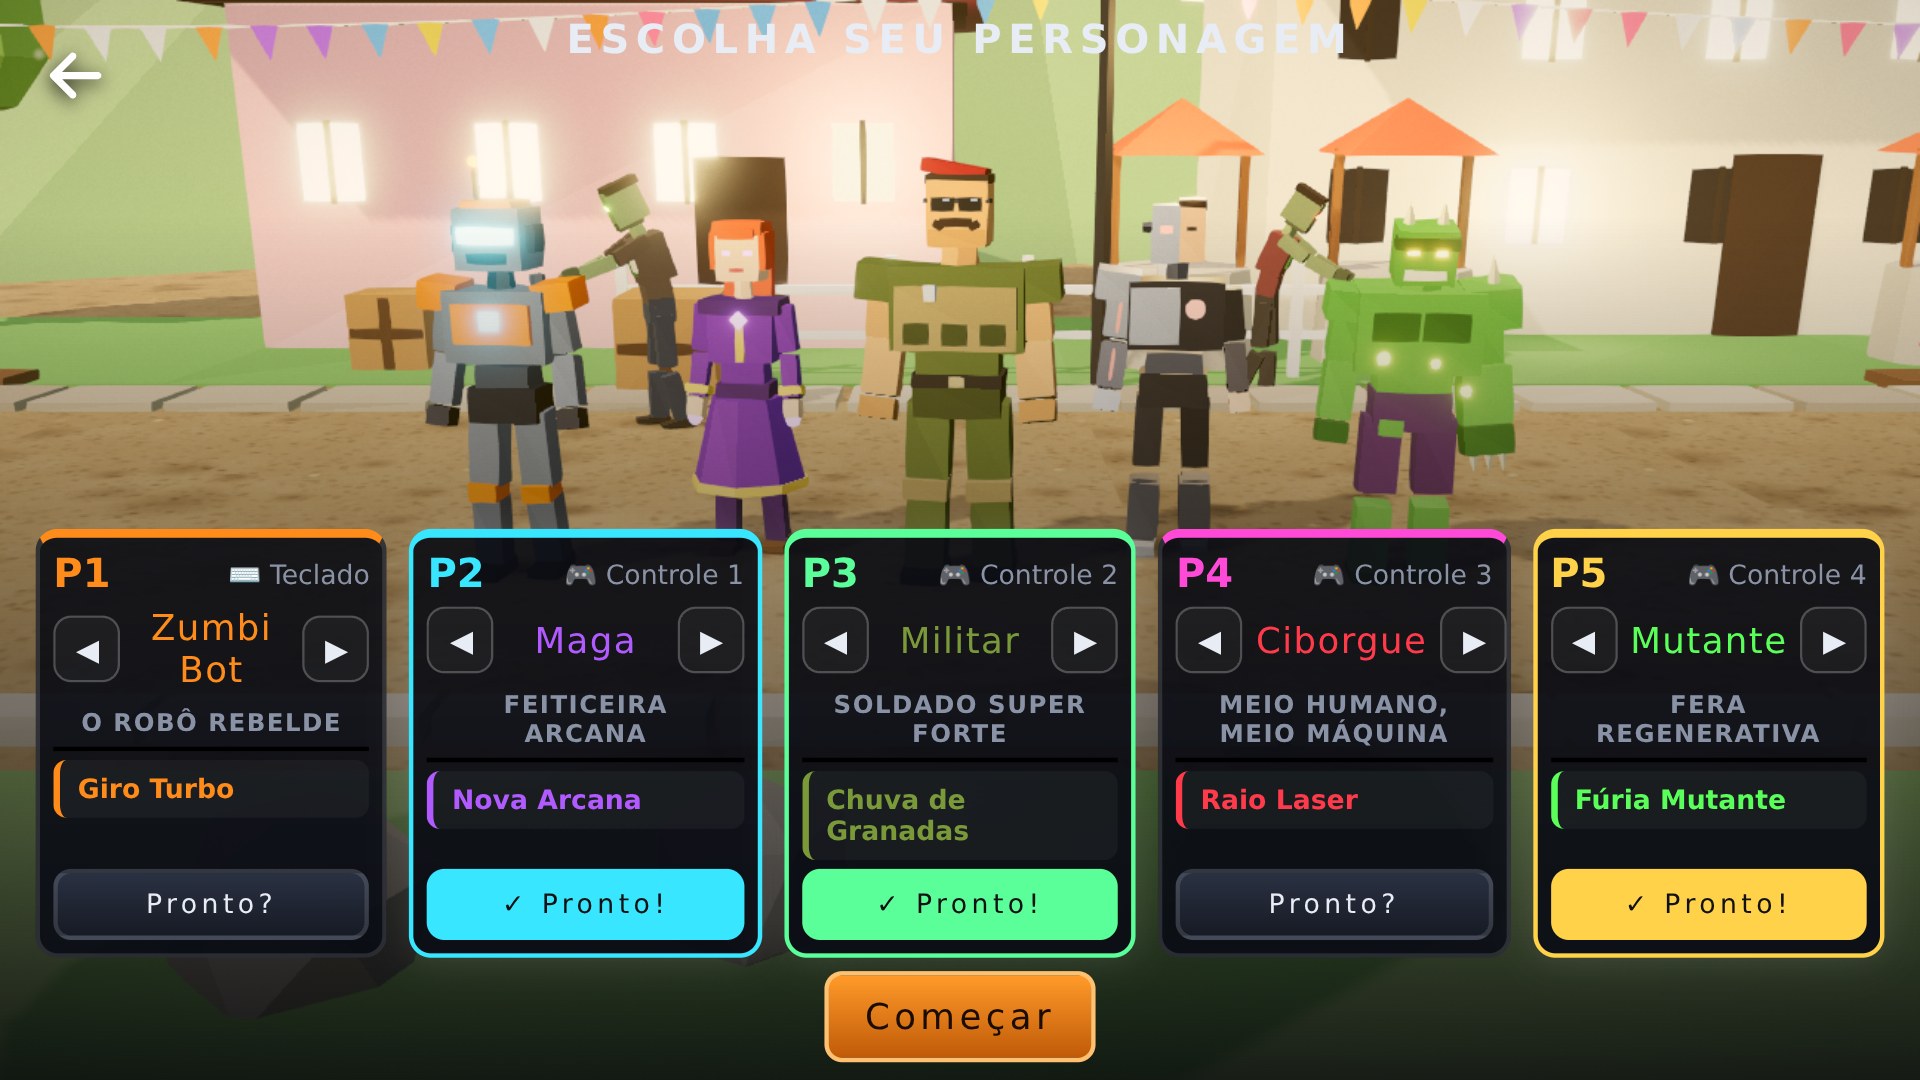 ESCOLHA SEU PERSONAGEM
P1
Teclado
◀
Zumbi
Bot
▶
O ROBÔ REBELDE
Giro Turbo
Pronto?
P2
Controle 1
◀
Maga
▶
FEITICEIRA
ARCANA
Nova Arcana
✓ Pronto!
P3
Controle 2
◀
Militar
▶
SOLDADO SUPER
FORTE
Chuva de
Granadas
✓ Pronto!
P4
Controle 3
◀
Ciborgue
▶
MEIO HUMANO,
MEIO MÁQUINA
Raio Laser
Pronto?
P5
Controle 4
◀
Mutante
▶
FERA
REGENERATIVA
Fúria Mutante
✓ Pronto!
Começar